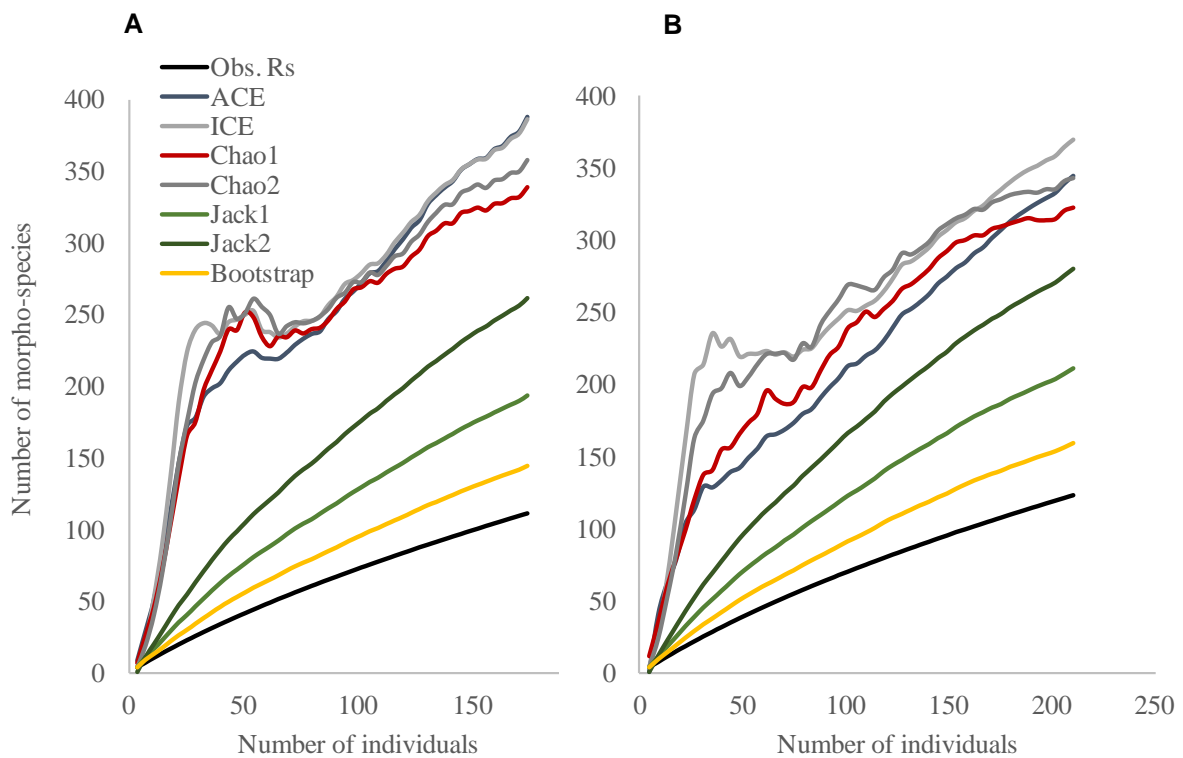 A
Obs. Rs
ACE
ICE
Chao1
Chao2
Jack1
Jack2
Bootstrap
400
350
300
250
200
150
100
50
0
Number of morpho-species
0
50
100
150
Number of individuals
B
400
350
300
250
200
150
100
50
0
0
50
100
150
200
250
Number of individuals